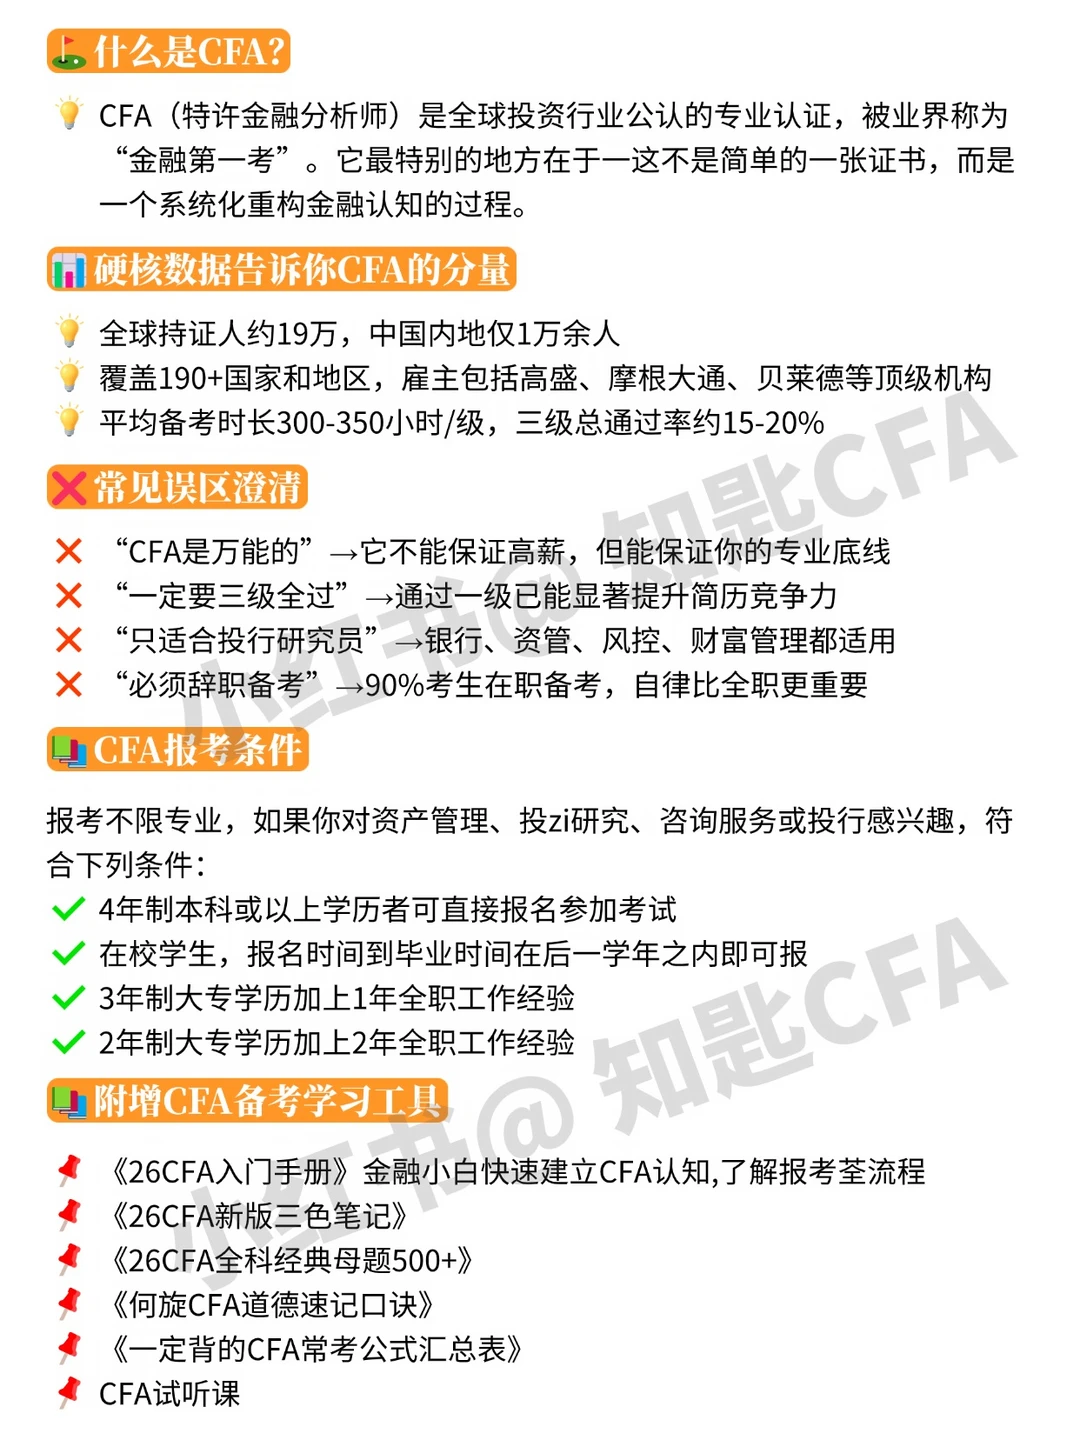 什么是CFA?
CFA（特许金融分析师）是全球投资行业公认的专业认证，被业界称为
“金融第一考”。它最特别的地方在于一这不是简单的一张证书，而是
一个系统化重构金融认知的过程。
硬核数据告诉你CFA的分量
全球持证人约19万，中国内地仅1万余人
覆盖190+国家和地区，雇主包括高盛、摩根大通、贝莱德等顶级机构
平均备考时长300-350小时/级，三级总通过率约15-20%
常见误区澄清
“CFA是万能的”→它不能保证高薪，但能保证你的专业底线
“一定要三级全过”→通过一级已能显著提升简历竞争力
“只适合投行研究员”→银行、资管、风控、财富管理都适用
“必须辞职备考”→90%考生在职备考，自律比全职更重要
CFA报考条件
报考不限专业，如果你对资产管理、投zi研究、咨询服务或投行感兴趣，符
合下列条件：
4年制本科或以上学历者可直接报名参加考试
在校学生，报名时间到毕业时间在后一学年之内即可报
3年制大专学历加上1年全职工作经验
2年制大专学历加上2年全职工作经验
附增CFA备考学习工具
《26CFA入门手册》金融小白快速建立CFA认知,了解报考荃流程
《26CFA新版三色笔记》
《26CFA全科经典母题500+》
《何旋CFA道德速记口诀》
《一定背的CFA常考公式汇总表》
CFA试听课
小红书@知匙CFA
小红书@知匙CFA